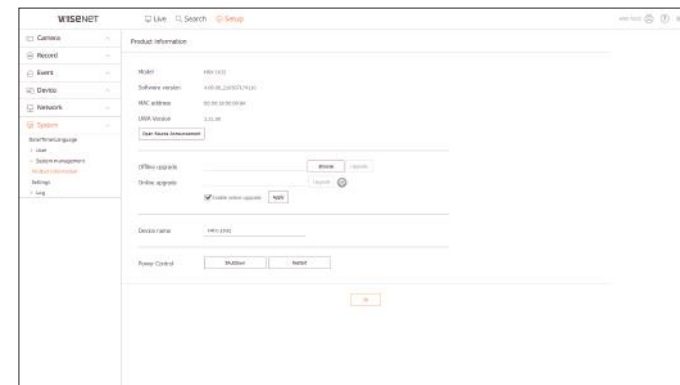 WISENET
Live Search Setup
Camera
Record
Event
Device
Network
System
Date/Time/Language
User
System management
Product Information
Settings
Log
Product Information
Model
Software version
MAC address
UWA Version
Open Source Announcement
Offline upgrade
Browse
Upgrade
Online upgrade
Upgrade
Enable online upgrade
Apply
Device name
Power Control
Shutdown
Restart